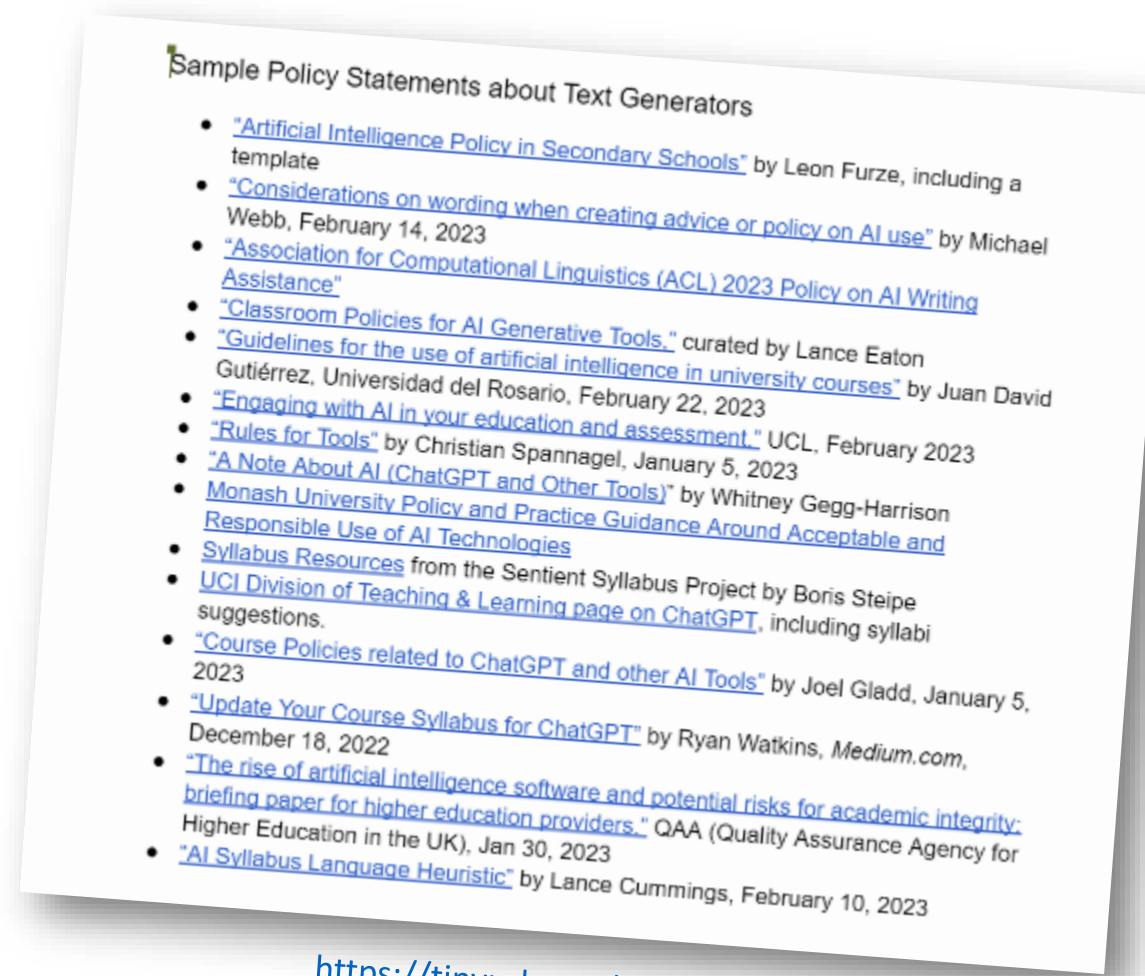 Sample Policy Statements about Text Generators
• "Artificial Intelligence Policy in Secondary Schools" by Leon Furze, including a
template
• "Considerations on wording when creating advice or policy on AI use" by Michael
Webb, February 14, 2023
• "Association for Computational Linguistics (ACL) 2023 Policy on AI Writing
Assistance"
• "Classroom Policies for AI Generative Tools," curated by Lance Eaton
• "Guidelines for the use of artificial intelligence in university courses" by Juan David
Gutiérrez, Universidad del Rosario, February 22, 2023
• "Engaging with AI in your education and assessment," UCL, February 2023
• "Rules for Tools" by Christian Spannagel, January 5, 2023
• "A Note About AI (ChatGPT and Other Tools)" by Whitney Gegg-Harrison
• Monash University Policy and Practice Guidance Around Acceptable and
Responsible Use of AI Technologies
• Syllabus Resources from the Sentient Syllabus Project by Boris Steipe
• UCI Division of Teaching & Learning page on ChatGPT, including syllabi
suggestions.
• "Course Policies related to ChatGPT and other AI Tools" by Joel Gladd, January 5,
2023
• "Update Your Course Syllabus for ChatGPT" by Ryan Watkins, Medium.com,
December 18, 2022
• "The rise of artificial intelligence software and potential risks for academic integrity:
briefing paper for higher education providers." QAA (Quality Assurance Agency for
Higher Education in the UK), Jan 30, 2023
• "AI Syllabus Language Heuristic" by Lance Cummings, February 10, 2023